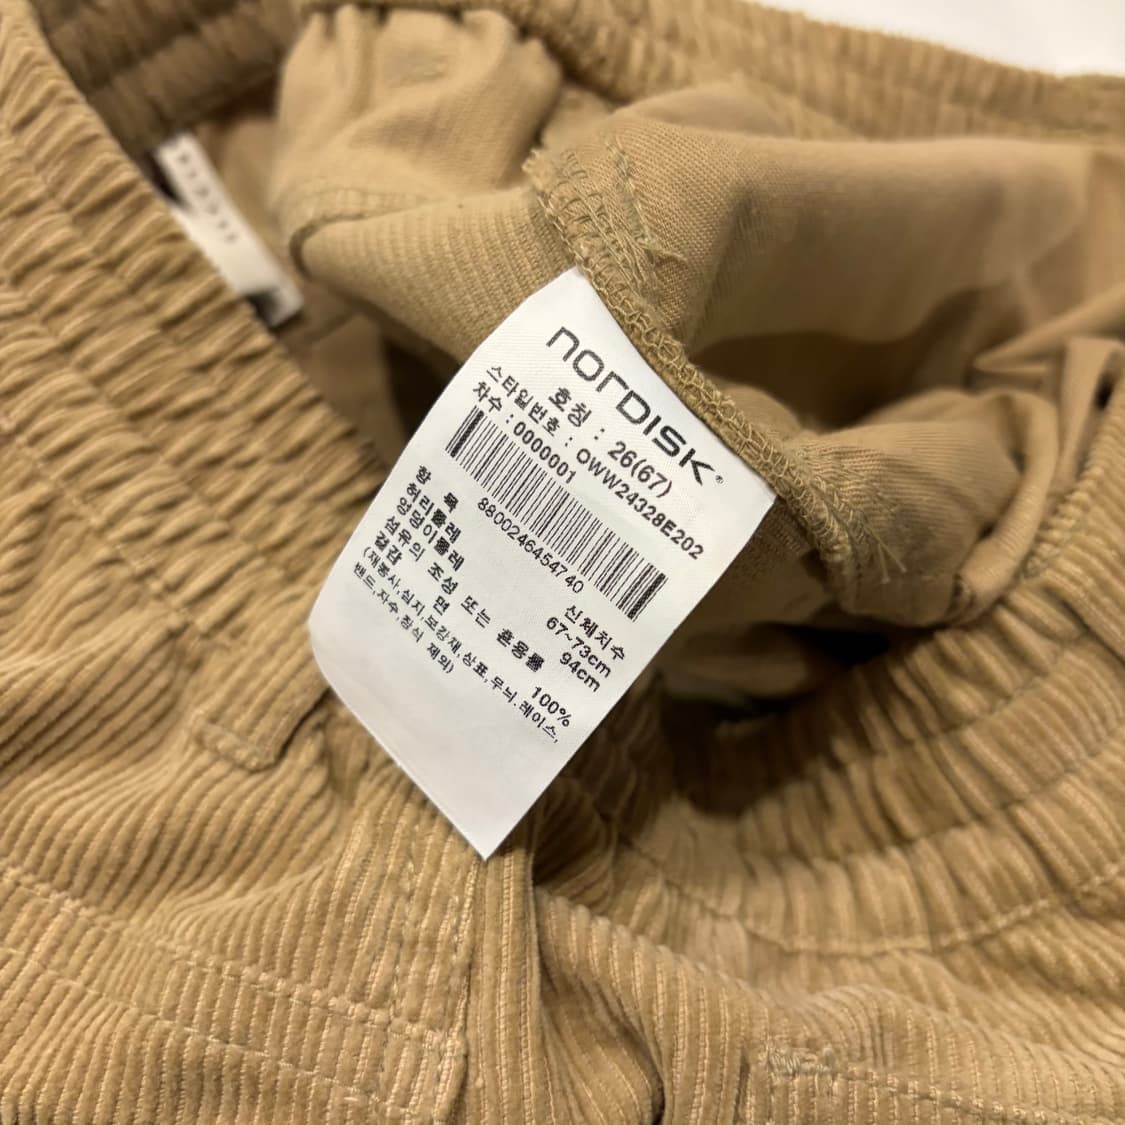 nORDISK
호칭 : 26(67)
스타일번호 : QWW24328E202
차수 : 0000001
8800246454740
항 목 신체치수
허리둘레 67~73cm
엉덩이둘레 94cm
섬유의 조성 또는 혼용률
겉감 면 100%
(재봉사,심지,보강재,상표,무늬,레이스,
밴드,자수,장식 제외)